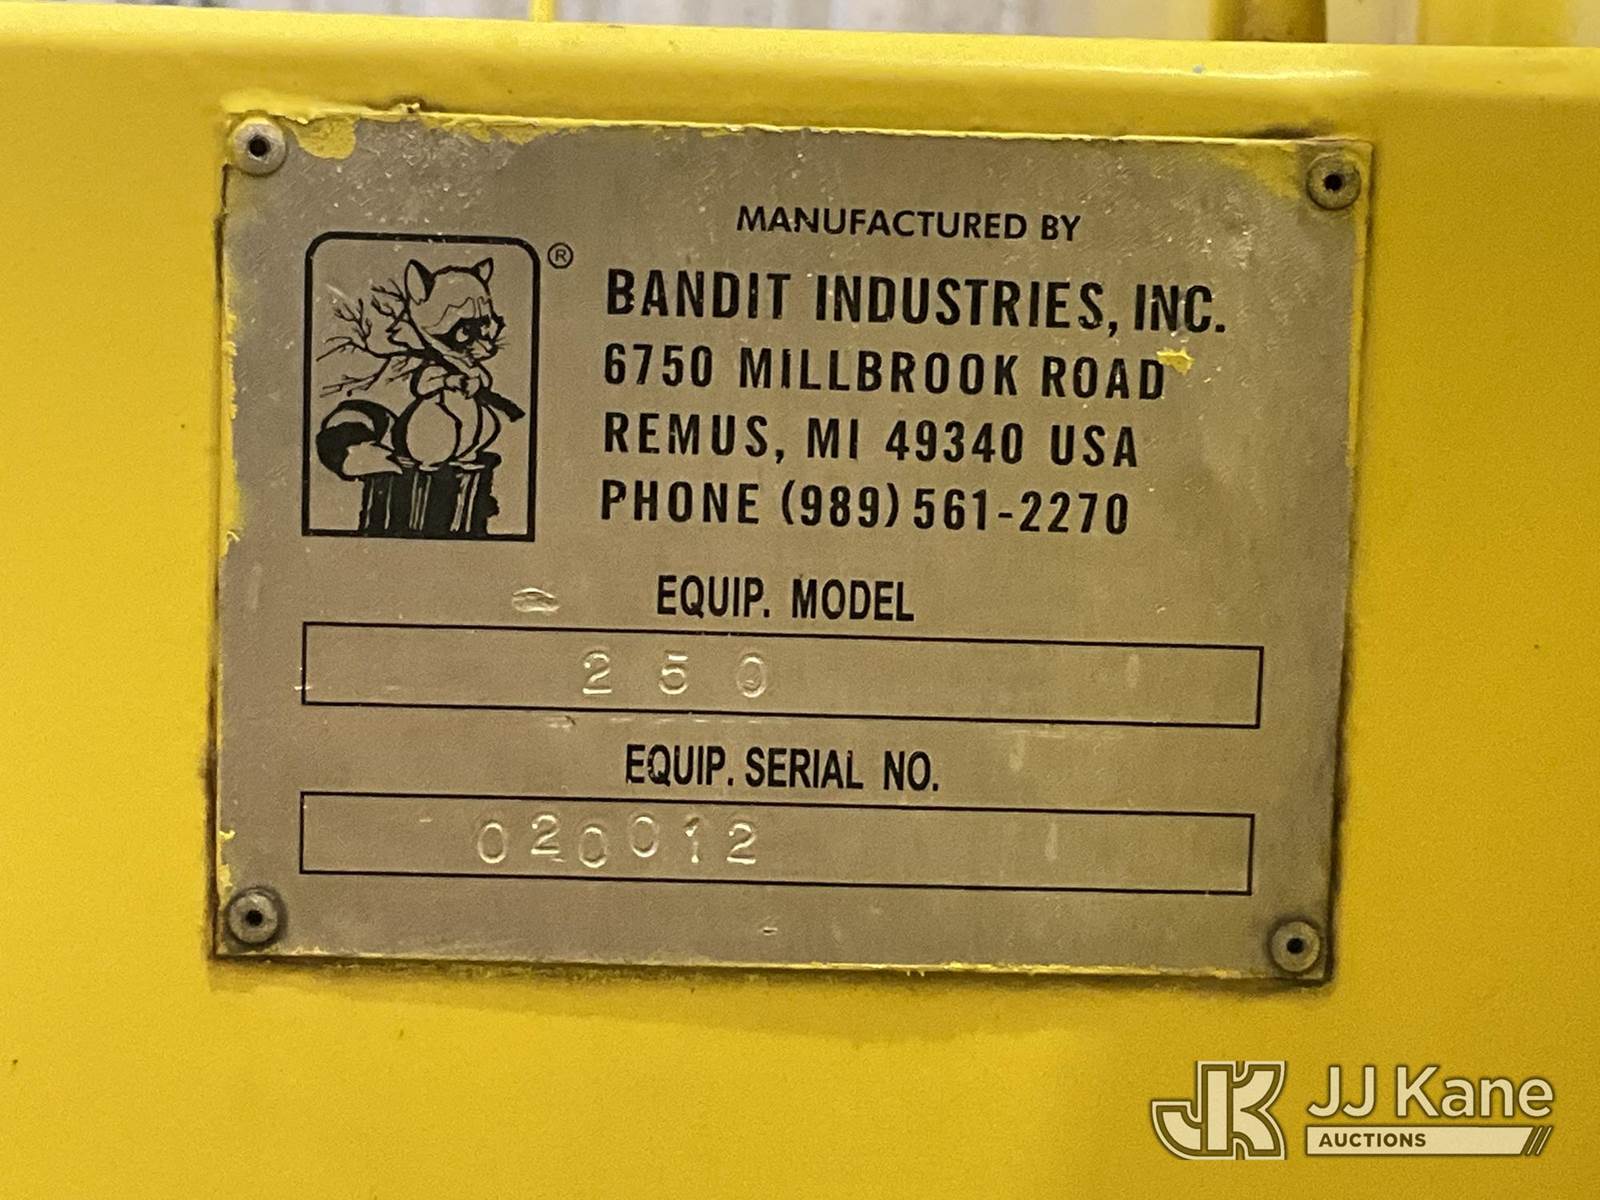 MANUFACTURED BY
®
BANDIT INDUSTRIES, INC.
6750 MILLBROOK ROAD
REMUS, MI 49340 USA
PHONE (989) 561-2270
EQUIP. MODEL
250
EQUIP. SERIAL NO.
020012
JK JJ Kane
AUCTIONS